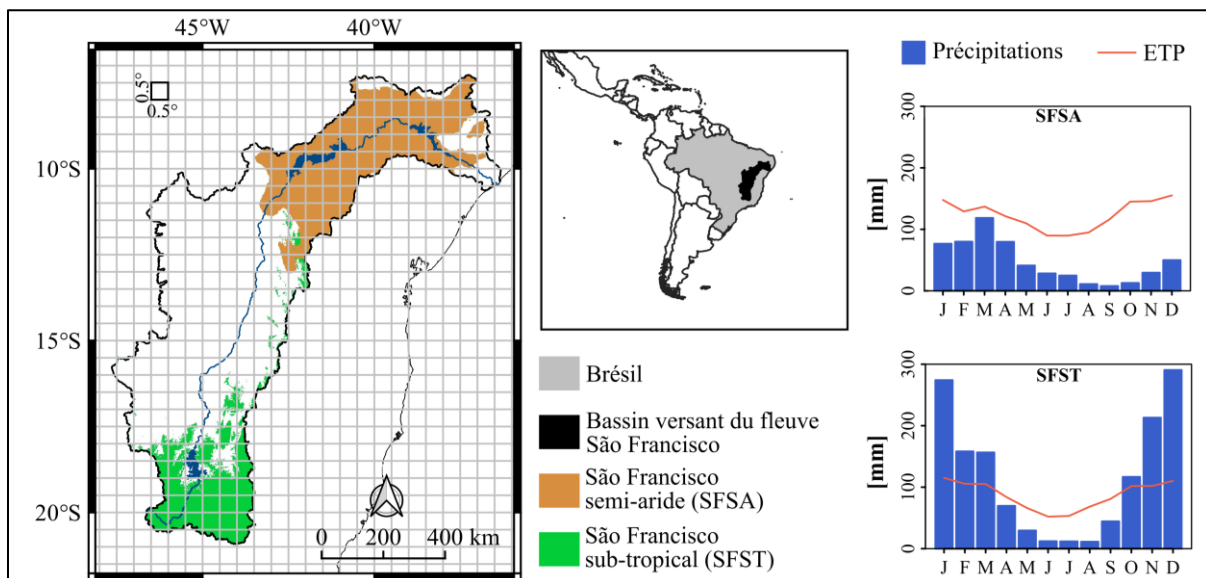 45°W 40°W
0.5°
0.5°
10°S
15°S
20°S
0 200 400 km
Brésil
Bassin versant du fleuve
São Francisco
São Francisco
semi-aride (SFSA)
São Francisco
sub-tropical (SFST)
Précipitations ETP
SFSA
[mm]
300
200
100
0
J F M A M J J A S O N D
SFST
[mm]
300
200
100
0
J F M A M J J A S O N D